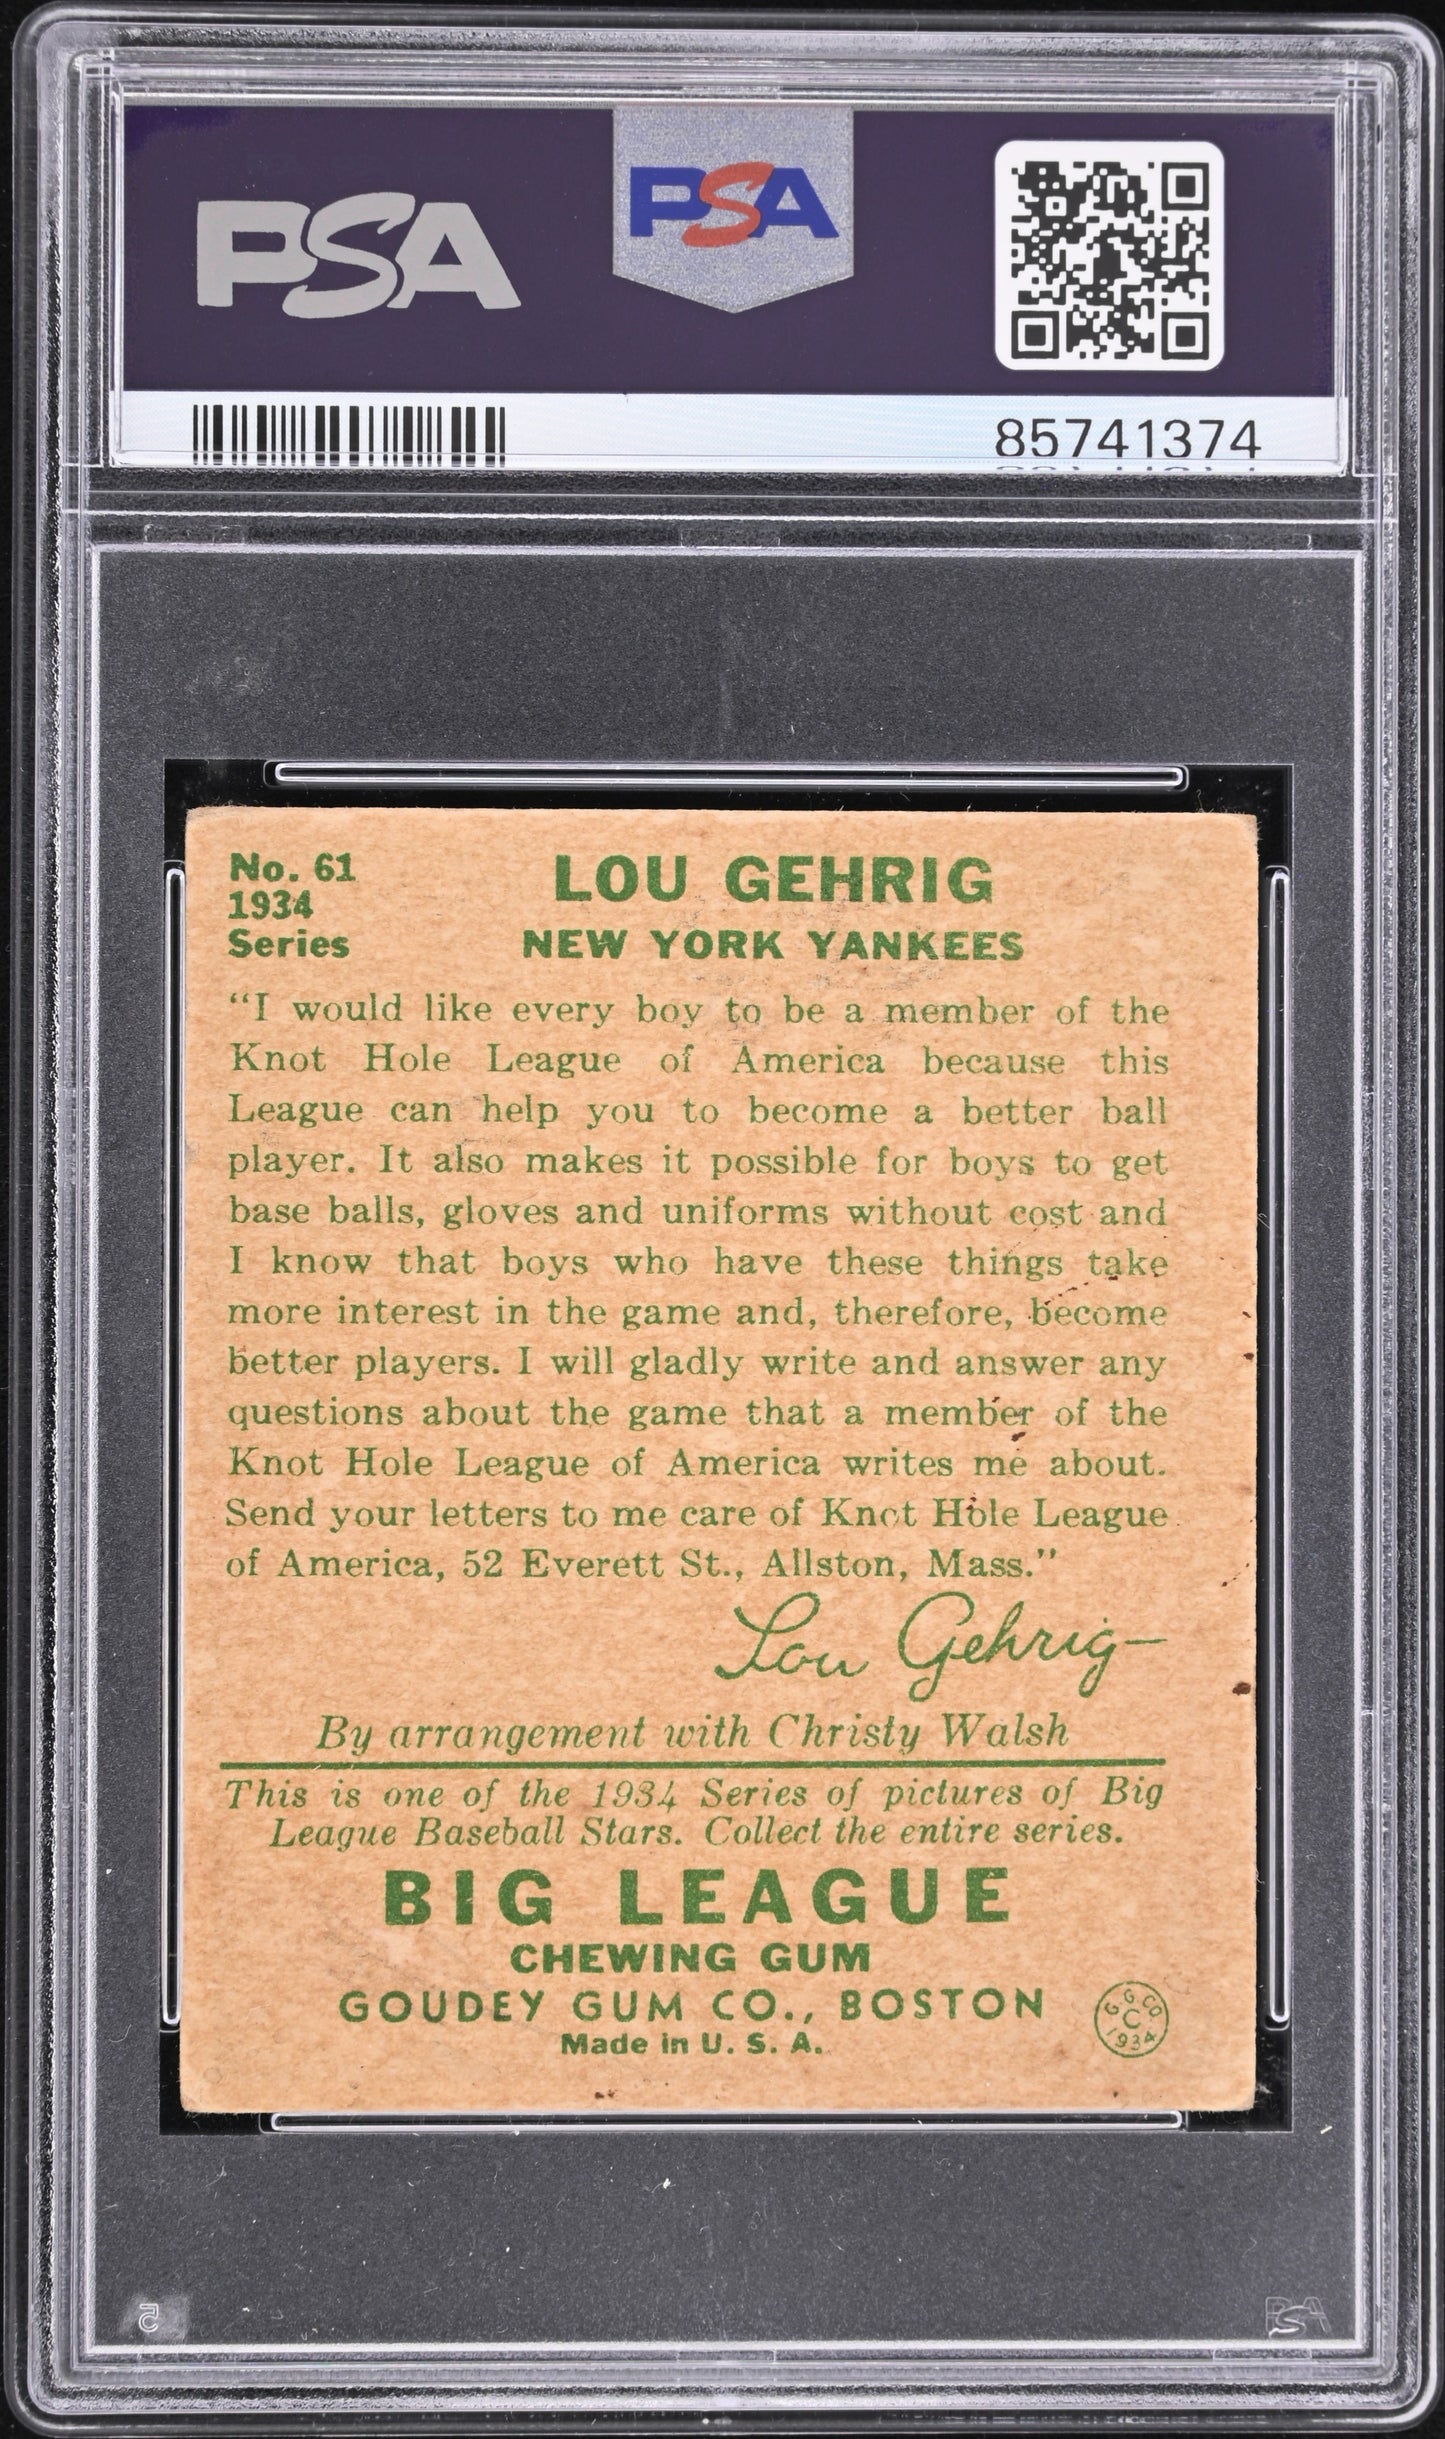 PSA
PSA
85741374
No. 61
1934
Series
LOU GEHRIG
NEW YORK YANKEES
"I would like every boy to be a member of the
Knot Hole League of America because this
League can help you to become a better ball
player. It also makes it possible for boys to get
base balls, gloves and uniforms without cost and
I know that boys who have these things take
more interest in the game and, therefore, become
better players. I will gladly write and answer any
questions about the game that a member of the
Knot Hole League of America writes me about.
Send your letters to me care of Knot Hole League
of America, 52 Everett St., Allston, Mass."
Lou Gehrig
By arrangement with Christy Walsh
This is one of the 1934 Series of pictures of Big
League Baseball Stars. Collect the entire series.
BIG LEAGUE
CHEWING GUM
GOUDEY GUM CO., BOSTON
Made in U. S. A.
G. G. CO.
C
1934
5
PSA